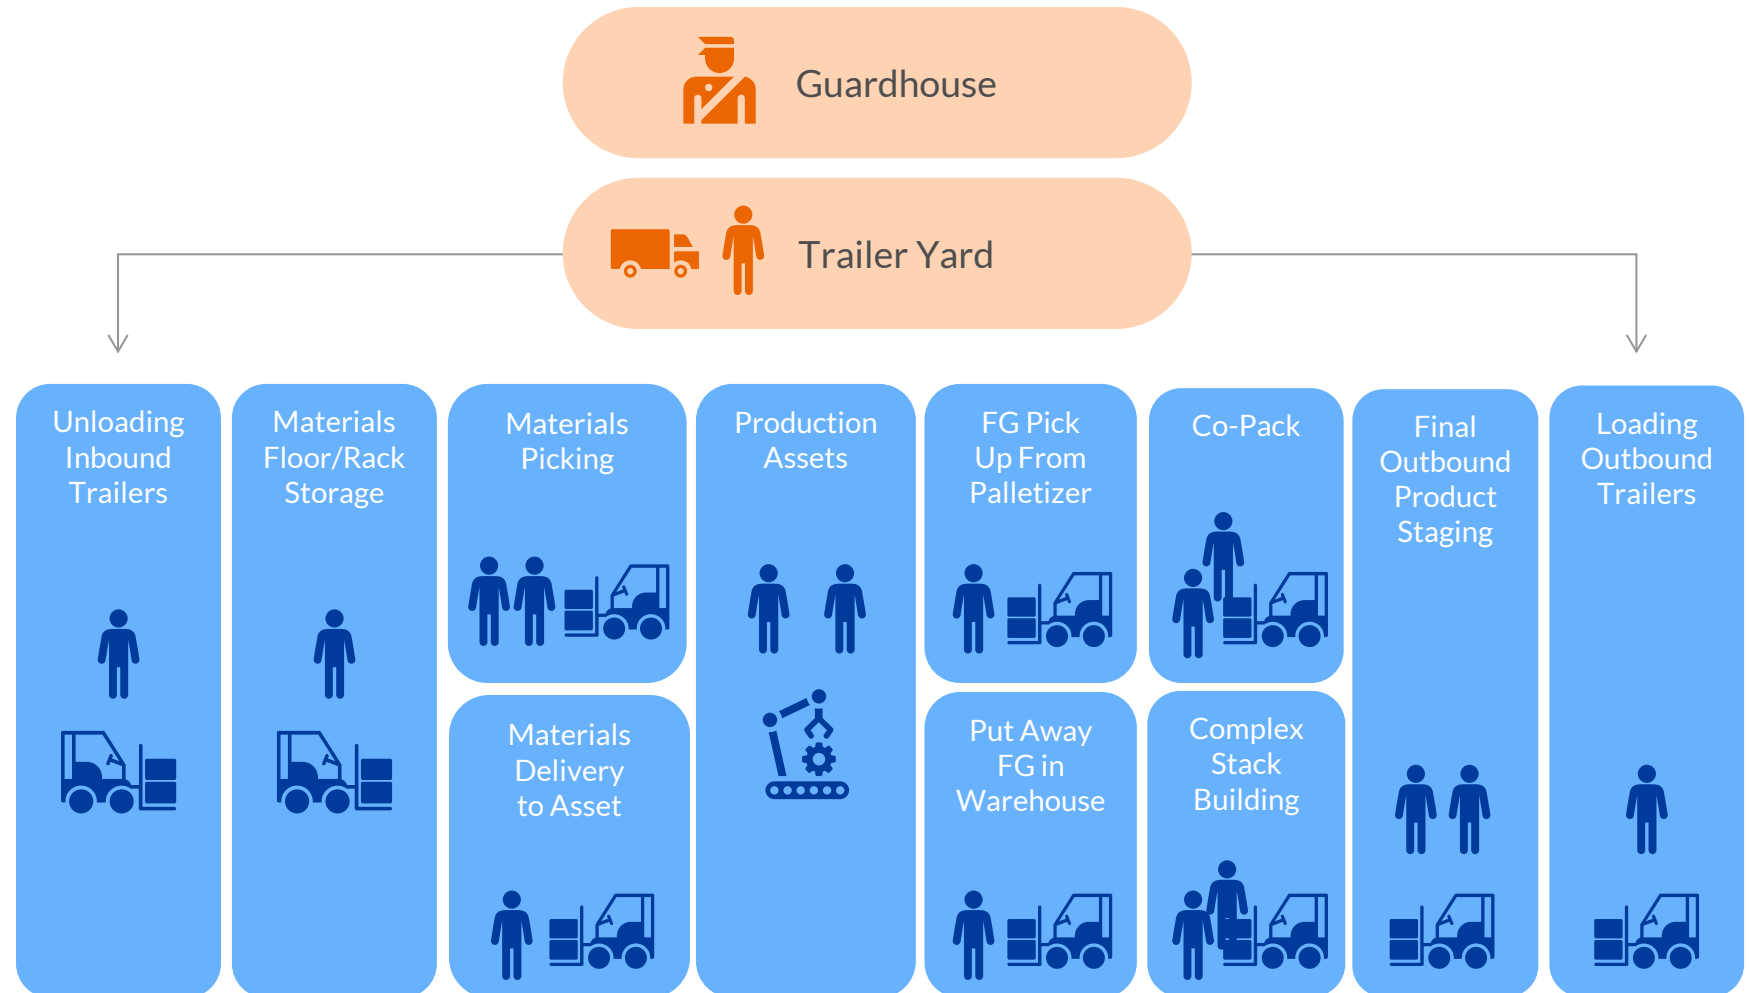 Guardhouse
Trailer Yard
Unloading
Inbound
Trailers
Materials
Floor/Rack
Storage
Materials
Picking
Materials
Delivery
to Asset
Production
Assets
FG Pick
Up From
Palletizer
Put Away
FG in
Warehouse
Co-Pack
Complex
Stack
Building
Final
Outbound
Product
Staging
Loading
Outbound
Trailers